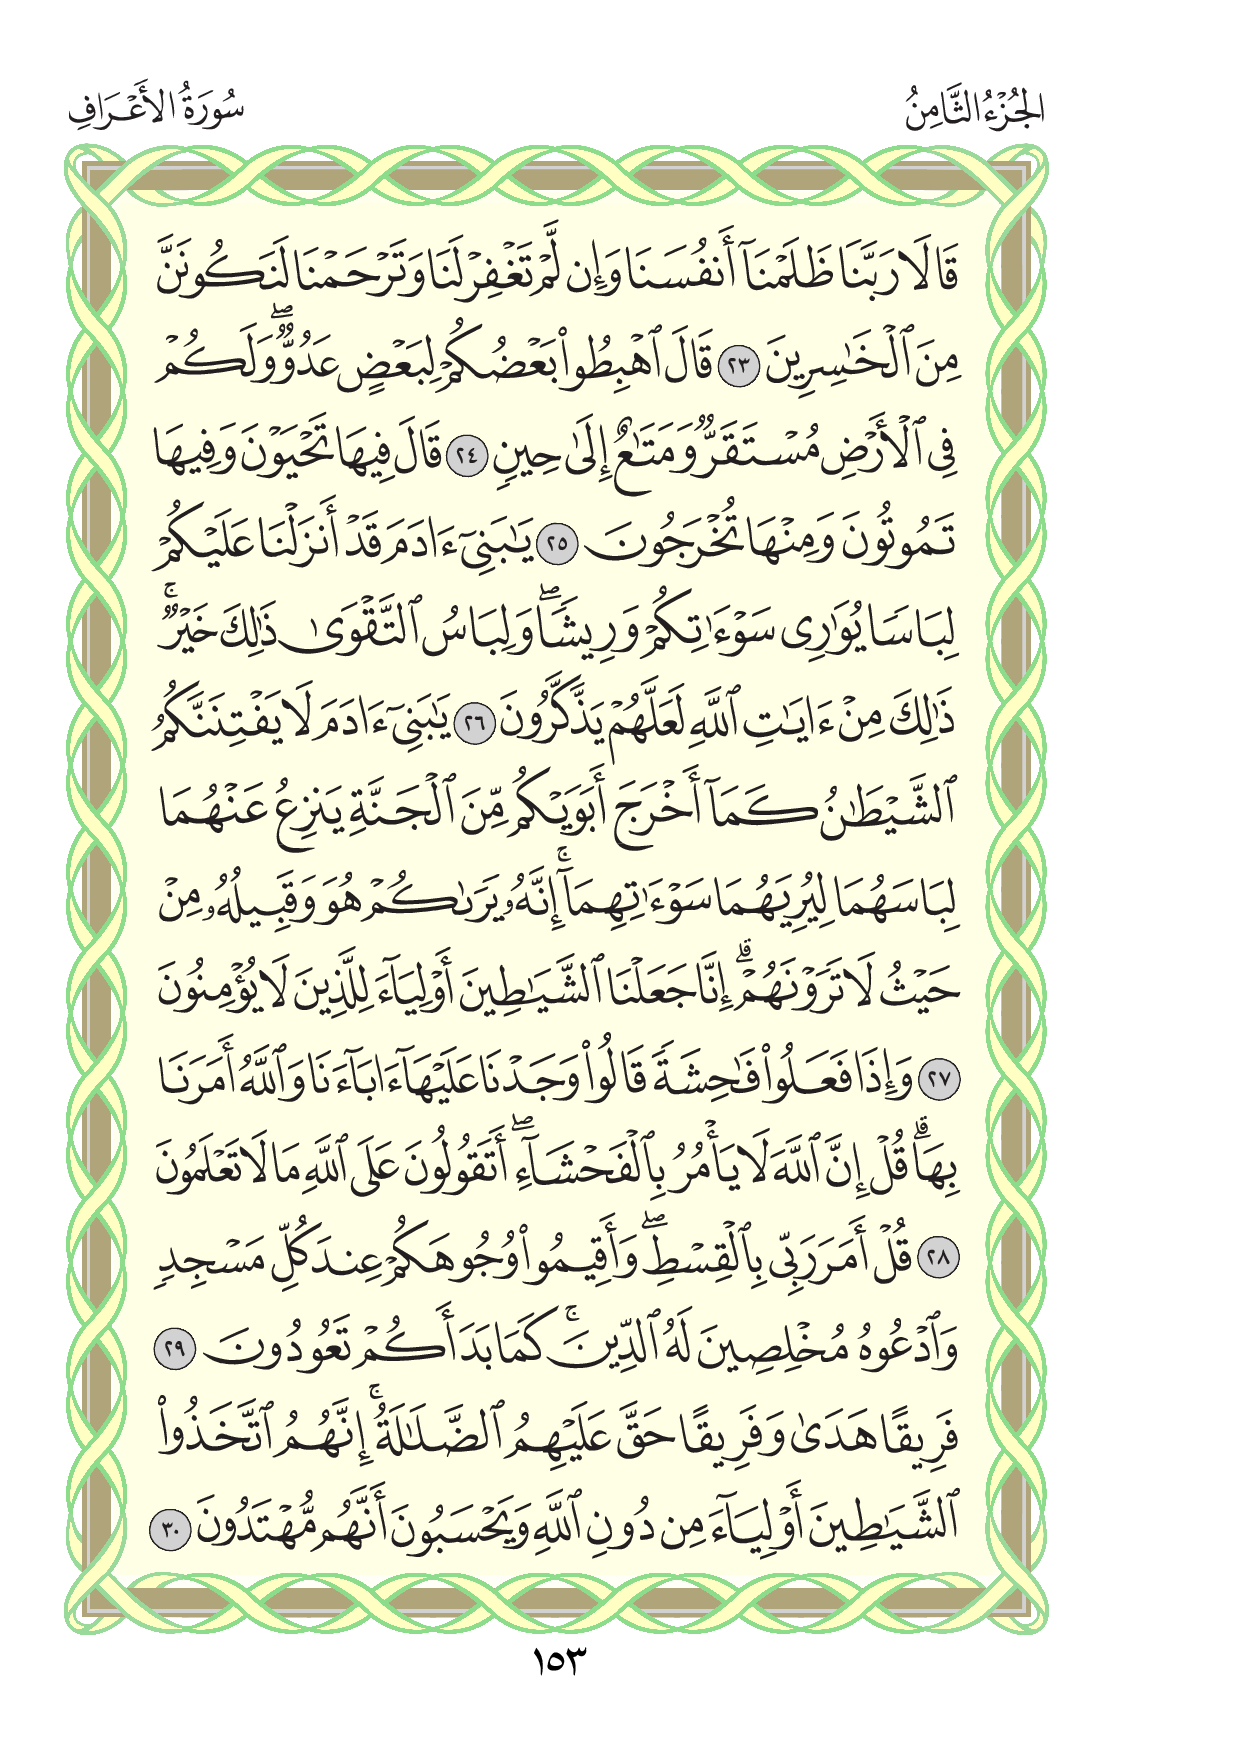 الجُزْءُ الثَّامِنُ
سُورَةُ الأَعْرَافِ
قَالَا رَبَّنَا ظَلَمْنَآ أَنفُسَنَا وَإِن لَّمْ تَغْفِرْ لَنَا وَتَرْحَمْنَا لَنَكُونَنَّ
مِنَ ٱلْخَٰسِرِينَ ٢٣ قَالَ ٱهْبِطُوا۟ بَعْضُكُمْ لِبَعْضٍ عَدُوٌّ ۖ وَلَكُمْ
فِى ٱلْأَرْضِ مُسْتَقَرٌّ وَمَتَٰعٌ إِلَىٰ حِينٍ ٢٤ قَالَ فِيهَا تَحْيَوْنَ وَفِيهَا
تَمُوتُونَ وَمِنْهَا تُخْرَجُونَ ٢٥ يَٰبَنِىٓ ءَادَمَ قَدْ أَنزَلْنَا عَلَيْكُمْ
لِبَاسًا يُوَٰرِى سَوْءَٰتِكُمْ وَرِيشًا ۖ وَلِبَاسُ ٱلتَّقْوَىٰ ذَٰلِكَ خَيْرٌ ۚ
ذَٰلِكَ مِنْ ءَايَٰتِ ٱللَّهِ لَعَلَّهُمْ يَذَّكَّرُونَ ٢٦ يَٰبَنِىٓ ءَادَمَ لَا يَفْتِنَنَّكُمُ
ٱلشَّيْطَٰنُ كَمَآ أَخْرَجَ أَبَوَيْكُم مِّنَ ٱلْجَنَّةِ يَنزِعُ عَنْهُمَا
لِبَاسَهُمَا لِيُرِيَهُمَا سَوْءَٰتِهِمَآ ۚ إِنَّهُۥ يَرَىٰكُمْ هُوَ وَقَبِيلُهُۥ مِنْ
حَيْثُ لَا تَرَوْنَهُمْ ۗ إِنَّا جَعَلْنَا ٱلشَّيَٰطِينَ أَوْلِيَآءَ لِلَّذِينَ لَا يُؤْمِنُونَ
٢٧ وَإِذَا فَعَلُوا۟ فَٰحِشَةً قَالُوا۟ وَجَدْنَا عَلَيْهَآ ءَابَآءَنَا وَٱللَّهُ أَمَرَنَا
بِهَا ۗ قُلْ إِنَّ ٱللَّهَ لَا يَأْمُرُ بِٱلْفَحْشَآءِ ۖ أَتَقُولُونَ عَلَى ٱللَّهِ مَا لَا تَعْلَمُونَ
٢٨ قُلْ أَمَرَ رَبِّى بِٱلْقِسْطِ ۖ وَأَقِيمُوا۟ وُجُوهَكُمْ عِندَ كُلِّ مَسْجِدٍ
وَٱدْعُوهُ مُخْلِصِينَ لَهُ ٱلدِّينَ ۚ كَمَا بَدَأَكُمْ تَعُودُونَ ٢٩
فَرِيقًا هَدَىٰ وَفَرِيقًا حَقَّ عَلَيْهِمُ ٱلضَّلَٰلَةُ ۗ إِنَّهُمُ ٱتَّخَذُوا۟
ٱلشَّيَٰطِينَ أَوْلِيَآءَ مِن دُونِ ٱللَّهِ وَيَحْسَبُونَ أَنَّهُم مُّهْتَدُونَ ٣٠
١٥٣